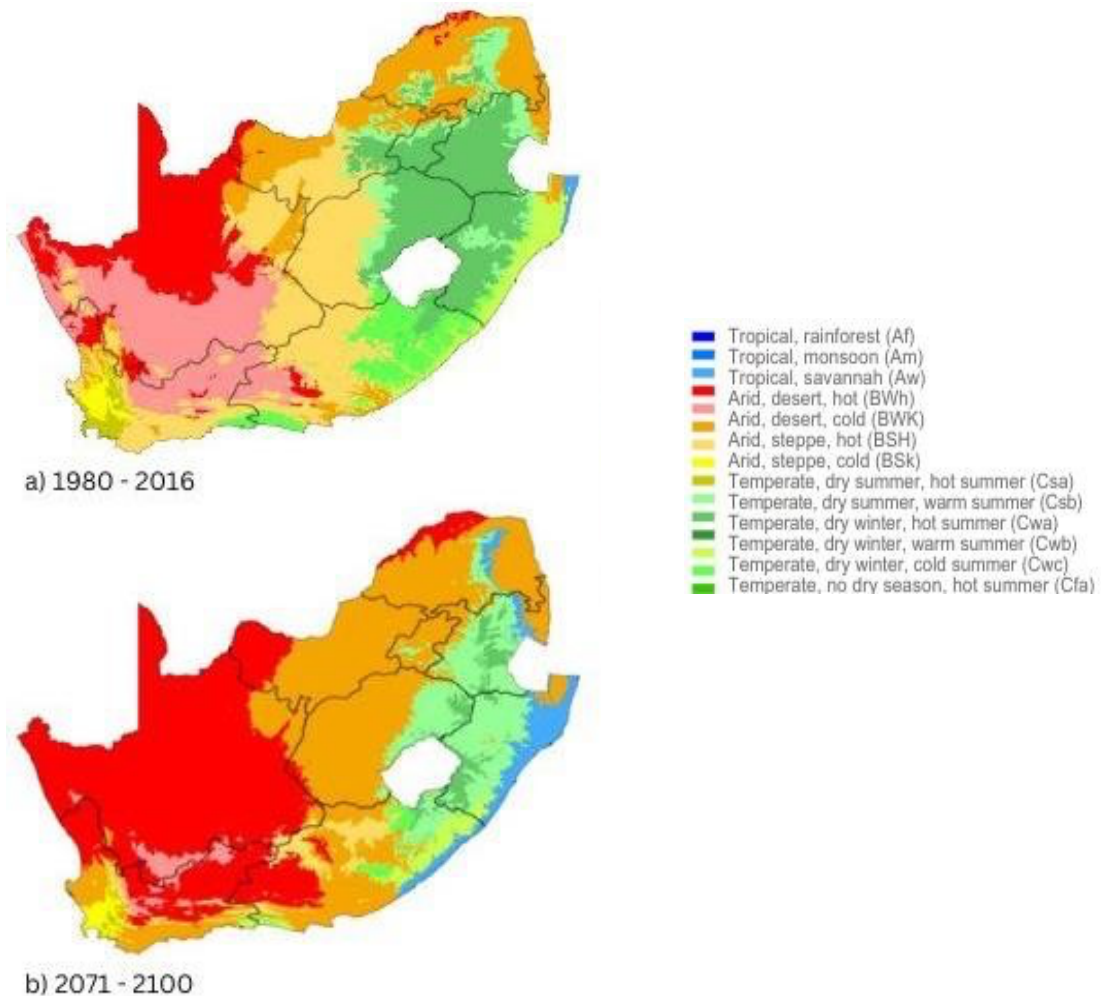 a) 1980 - 2016
Tropical, rainforest (Af)
Tropical, monsoon (Am)
Tropical, savannah (Aw)
Arid, desert, hot (BWh)
Arid, desert, cold (BWK)
Arid, steppe, hot (BSH)
Arid, steppe, cold (BSk)
Temperate, dry summer, hot summer (Csa)
Temperate, dry summer, warm summer (Csb)
Temperate, dry winter, hot summer (Cwa)
Temperate, dry winter, warm summer (Cwb)
Temperate, dry winter, cold summer (Cwc)
Temperate, no dry season, hot summer (Cfa)
b) 2071 - 2100